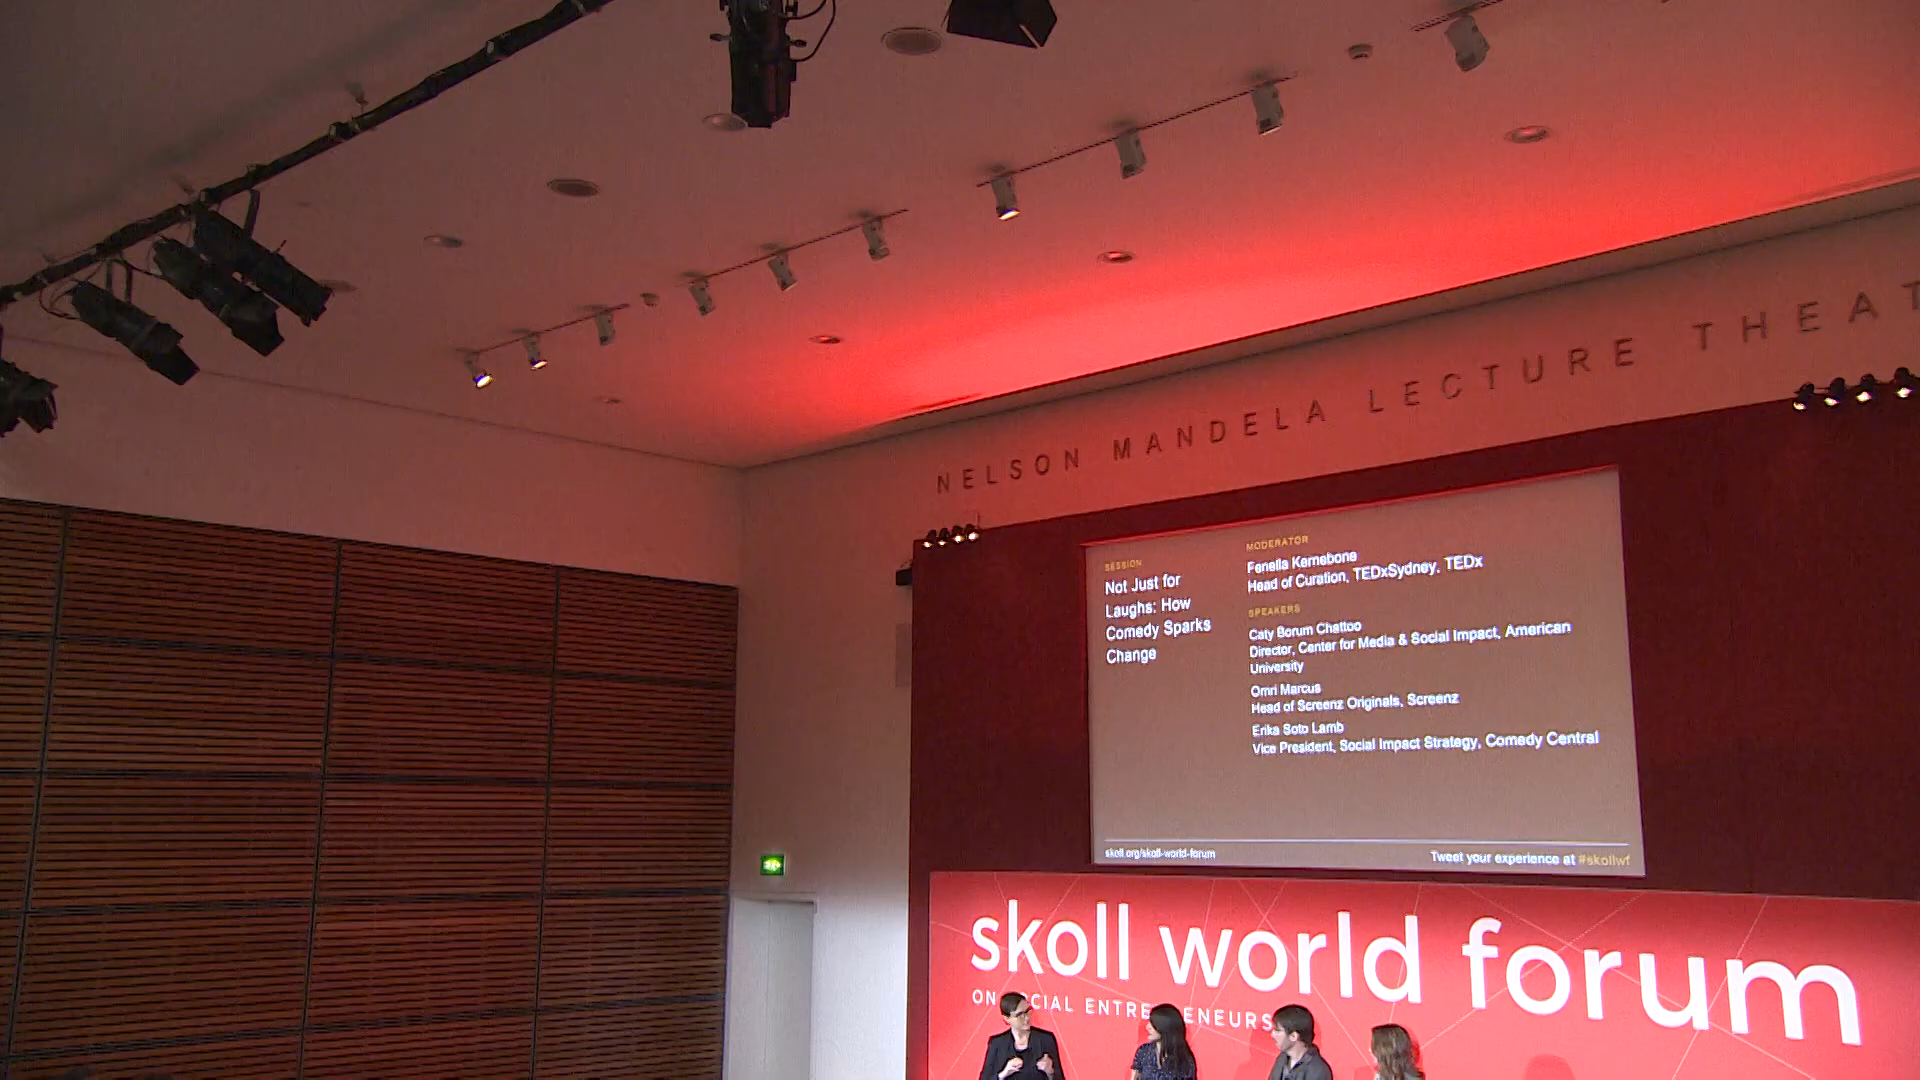 NELSON MANDELA LECTURE THEAT
SESSION
Not Just for
Laughs: How
Comedy Sparks
Change
MODERATOR
Fenella Kernebone
Head of Curation, TEDxSydney, TEDx
SPEAKERS
Caty Borum Chattoo
Director, Center for Media & Social Impact, American
University
Omri Marcus
Head of Screenz Originals, Screenz
Erika Soto Lamb
Vice President, Social Impact Strategy, Comedy Central
skoll.org/skoll-world-forum
Tweet your experience at #skollwf
skoll world forum
ON SOCIAL ENTREPRENEURS